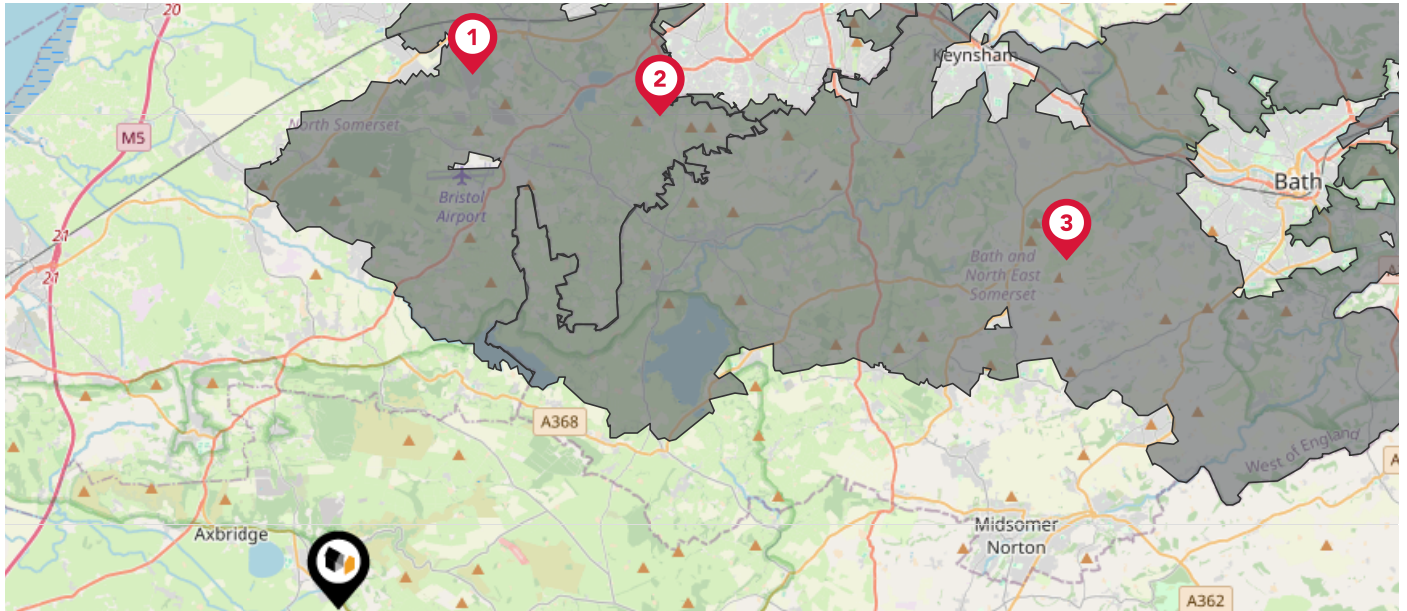 20
1
Keynsham
2
M5
North Somerset
Bath
Bristol
Airport
21
21
3
Bath and
North East
Somerset
A368
West of England
A
Axbridge
Midsomer
Norton
A362